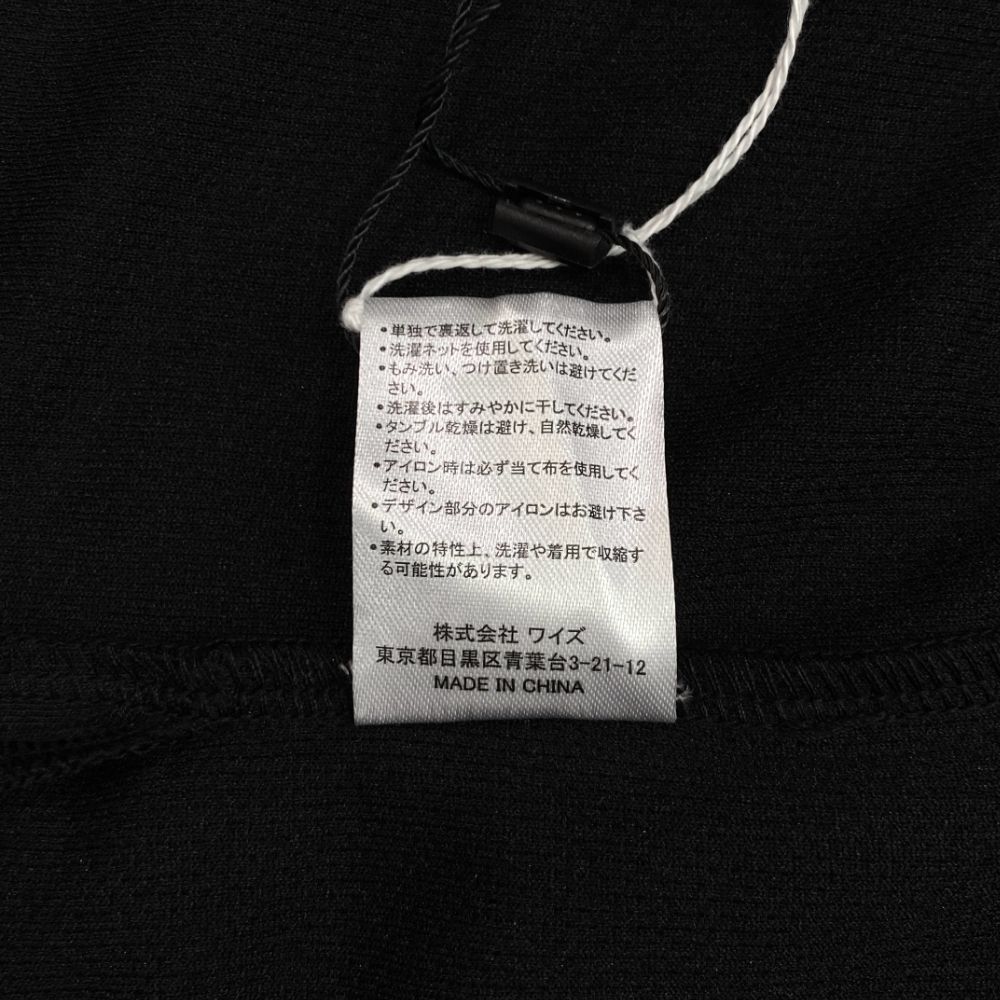 •単独で裏返して洗濯してください。
•洗濯ネットを使用してください。
•もみ洗い、つけ置き洗いは避けてくだ
さい。
•洗濯後はすみやかに干してください。
•タンブル乾燥は避け、自然乾燥してく
ださい。
•アイロン時は必ず当て布を使用してく
ださい。
•デザイン部分のアイロンはお避け下さ
い。
•素材の特性上、洗濯や着用で収縮す
る可能性があります。
株式会社 ワイズ
東京都目黒区青葉台3-21-12
MADE IN CHINA